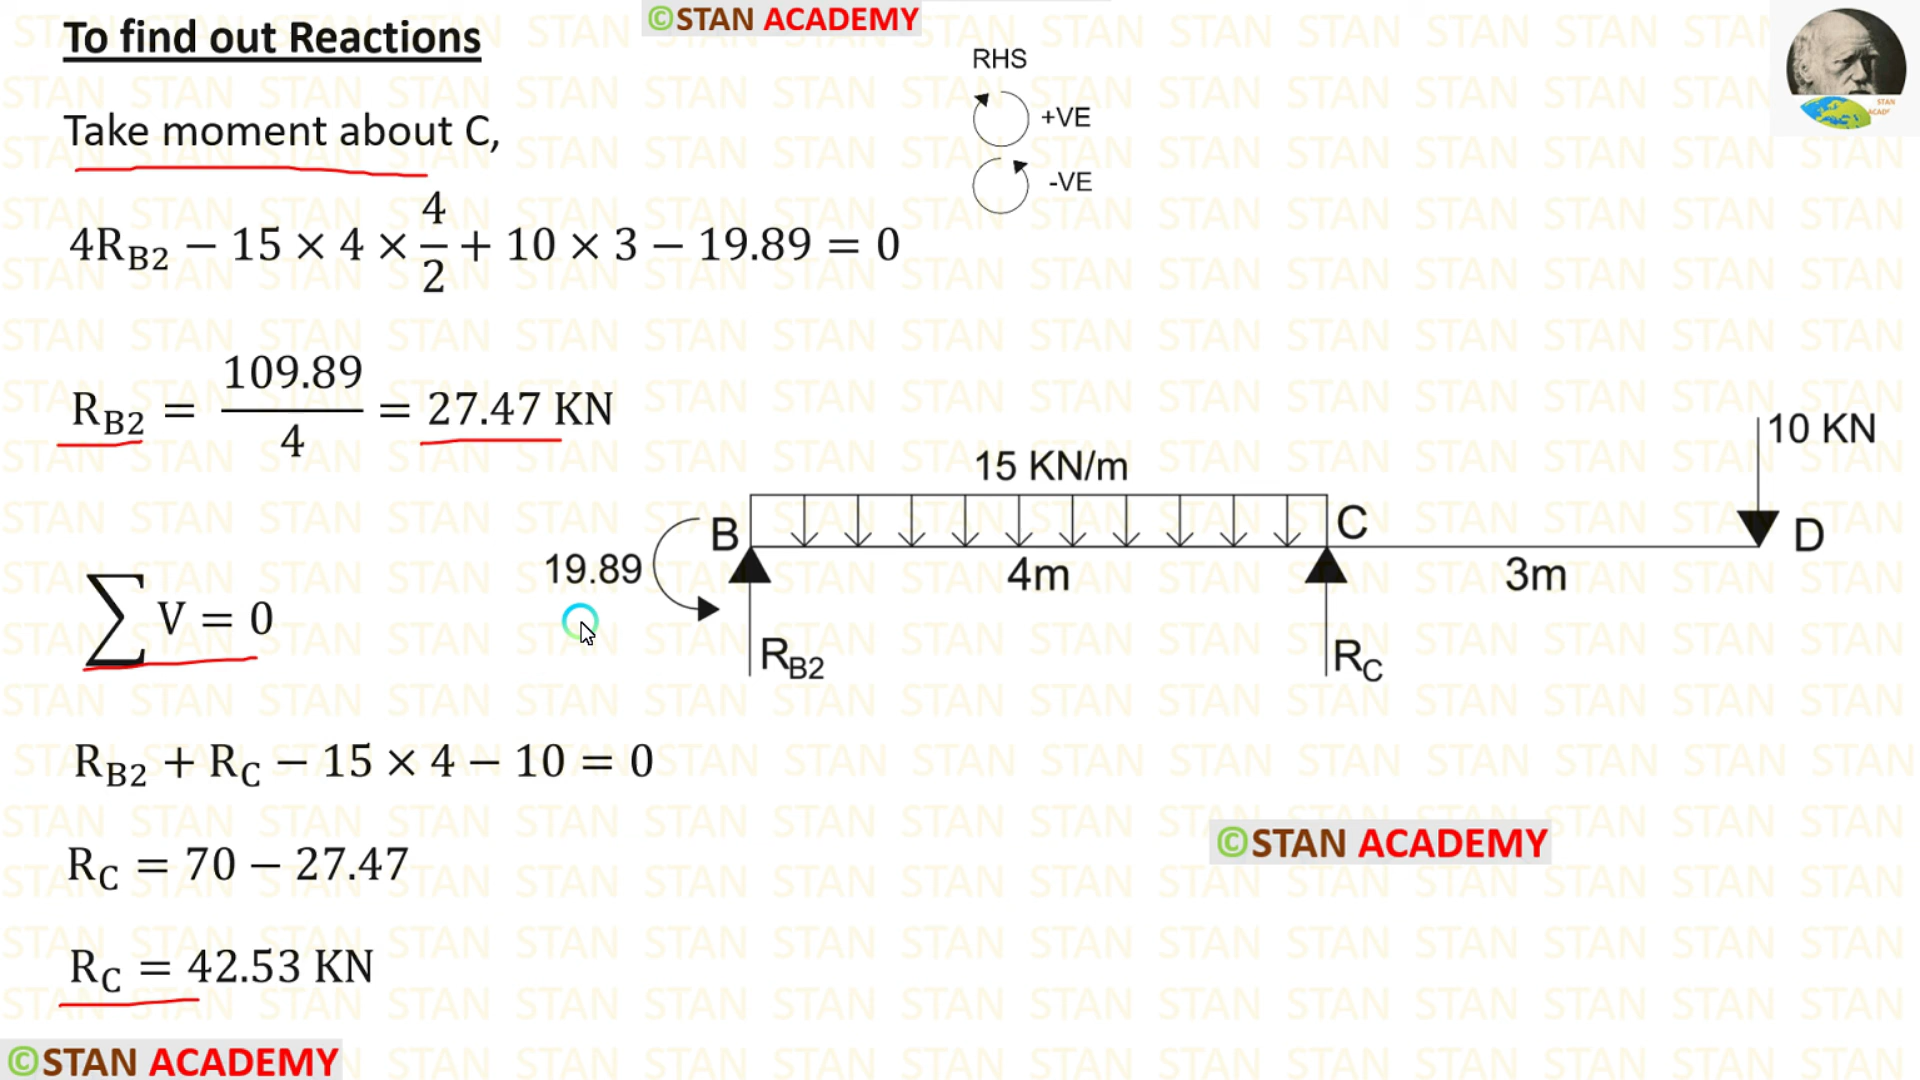 To find out Reactions
©STAN ACADEMY
STAN
ACAD
RHS
+VE
-VE
Take moment about C,
4R_B2 − 15 × 4 × 4/2 + 10 × 3 − 19.89 = 0
R_B2 = 109.89/4 = 27.47 KN
10 KN
15 KN/m
B
C
D
19.89
4m
3m
R_B2
R_C
∑ V = 0
R_B2 + R_C − 15 × 4 − 10 = 0
©STAN ACADEMY
R_C = 70 − 27.47
R_C = 42.53 KN
©STAN ACADEMY